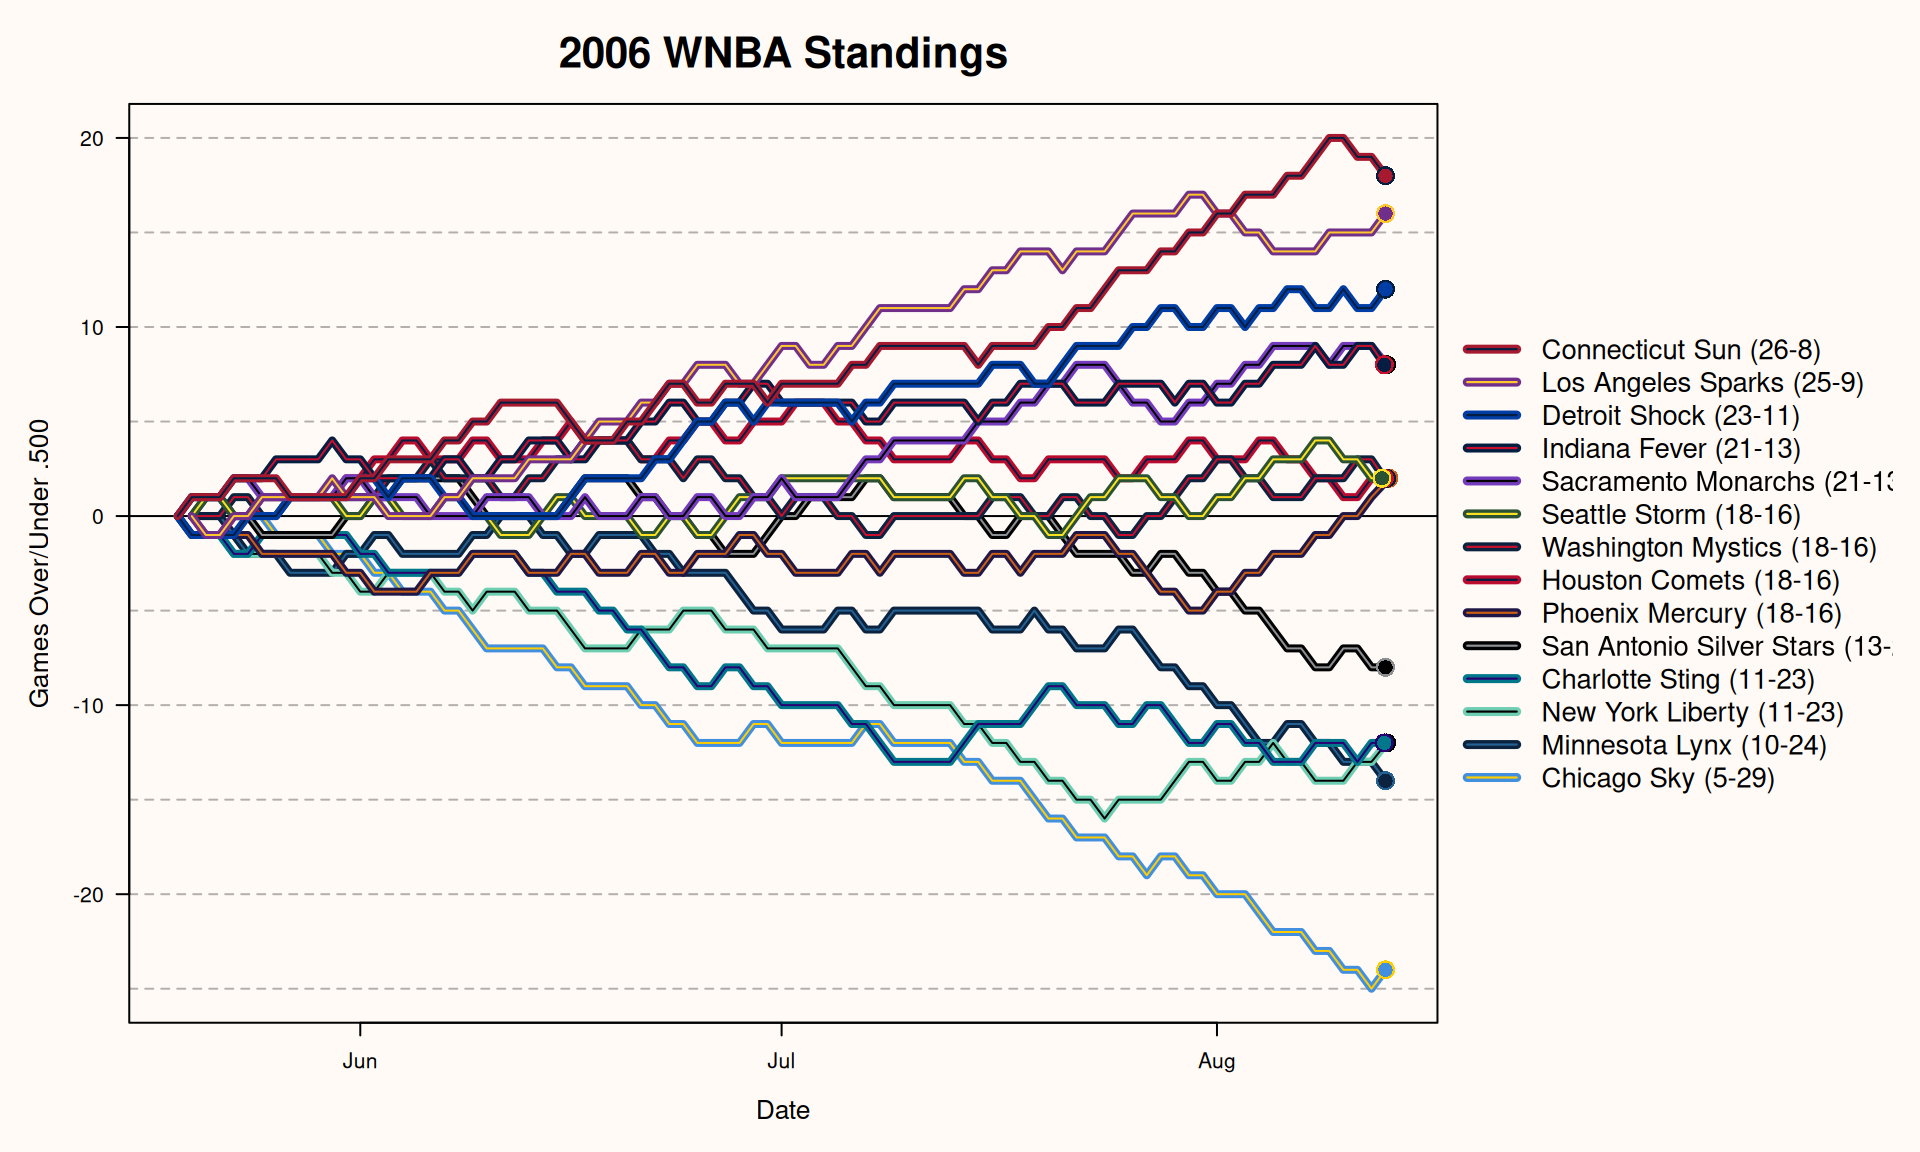 2006 WNBA Standings
Games Over/Under .500
20
10
0
-10
-20
Jun
Jul
Aug
Date
Connecticut Sun (26-8)
Los Angeles Sparks (25-9)
Detroit Shock (23-11)
Indiana Fever (21-13)
Sacramento Monarchs (21-13
Seattle Storm (18-16)
Washington Mystics (18-16)
Houston Comets (18-16)
Phoenix Mercury (18-16)
San Antonio Silver Stars (13-
Charlotte Sting (11-23)
New York Liberty (11-23)
Minnesota Lynx (10-24)
Chicago Sky (5-29)